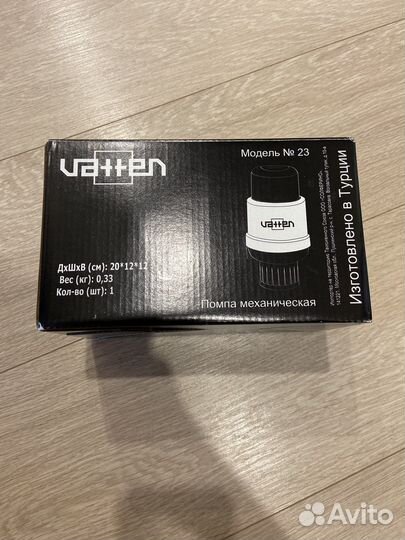 vatten
Модель № 23
vatten
ДхШхВ (см): 20*12*12
Вес (кг): 0,33
Кол-во (шт): 1
Помпа механическая
Изготовлено в Турции
Avito